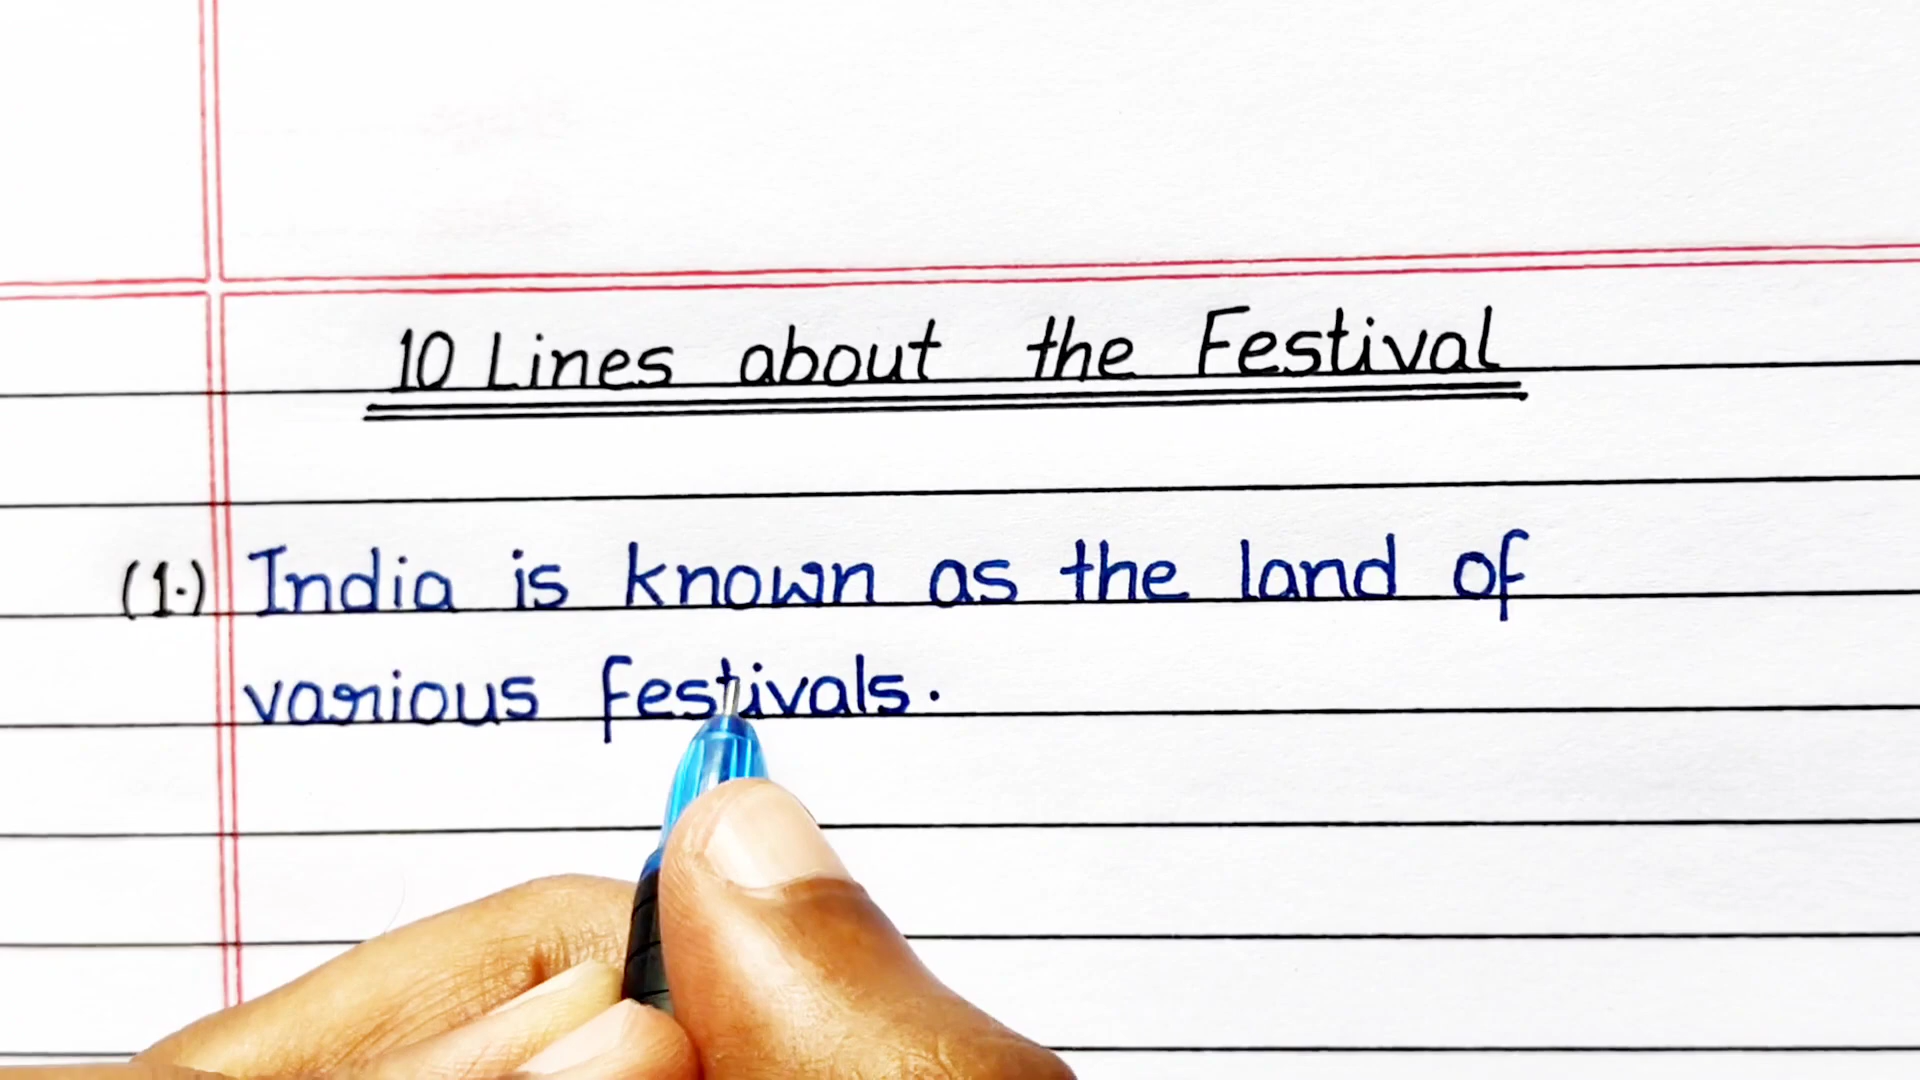 10 Lines about the Festival
(1.) India is known as the land of
various festivals.